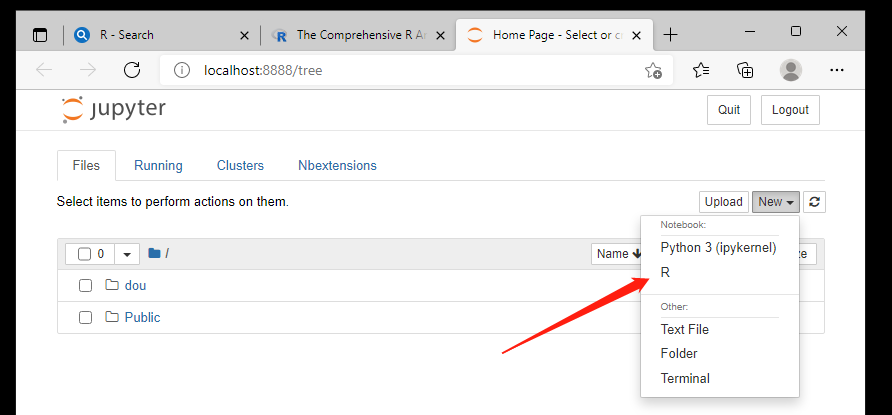 R - Search
The Comprehensive R A
Home Page - Select or c
localhost:8888/tree
jupyter
Quit
Logout
Files
Running
Clusters
Nbextensions
Select items to perform actions on them.
Upload
New
0
/
Name
Notebook:
Python 3 (ipykernel)
R
Other:
Text File
Folder
Terminal
dou
Public